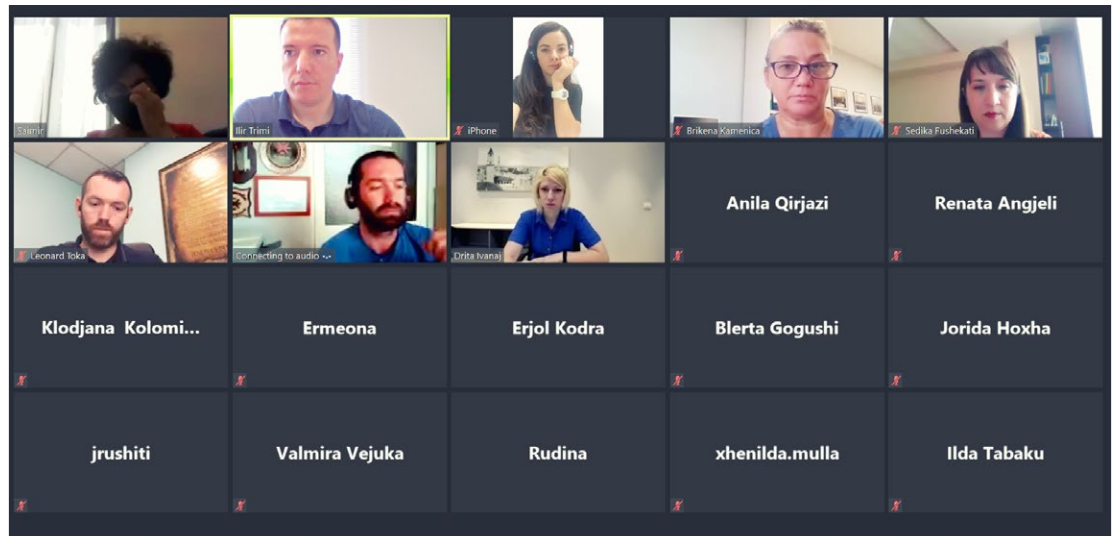 Saimir
Ilir Trimi
iPhone
Brikena Kamenica
Sedika Fushekati
Leonard Toka
Connecting to audio
Drita Ivanaj
Anila Qirjazi
Renata Angjeli
Klodjana Kolomi...
Ermeona
Erjol Kodra
Blerta Gogushi
Jorida Hoxha
jrushiti
Valmira Vejuka
Rudina
xhenilda.mulla
Ilda Tabaku